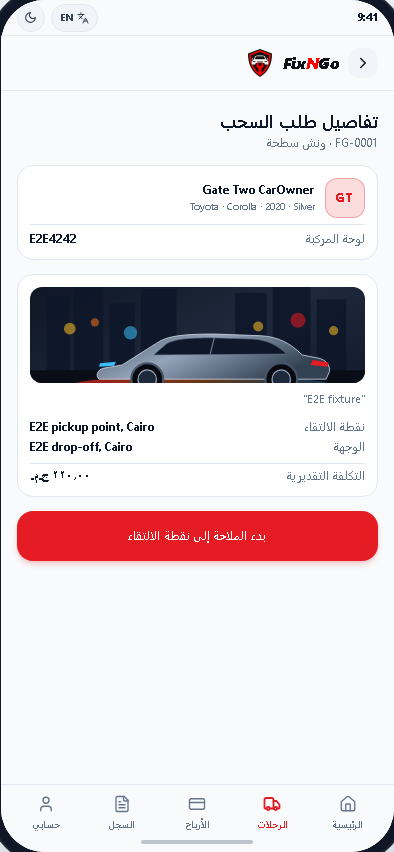 9:41
EN
FixNGo
تفاصيل طلب السحب
FG-0001 · ونش سطحة
GT
Gate Two CarOwner
Toyota · Corolla · 2020 · Silver
لوحة المركبة
E2E4242
"E2E fixture"
نقطة الالتقاء
E2E pickup point, Cairo
الوجهة
E2E drop-off, Cairo
التكلفة التقديرية
٢٢٠٫٠٠ ج.م.
بدء الملاحة إلى نقطة الالتقاء
الرئيسية
الرحلات
الأرباح
السجل
حسابي